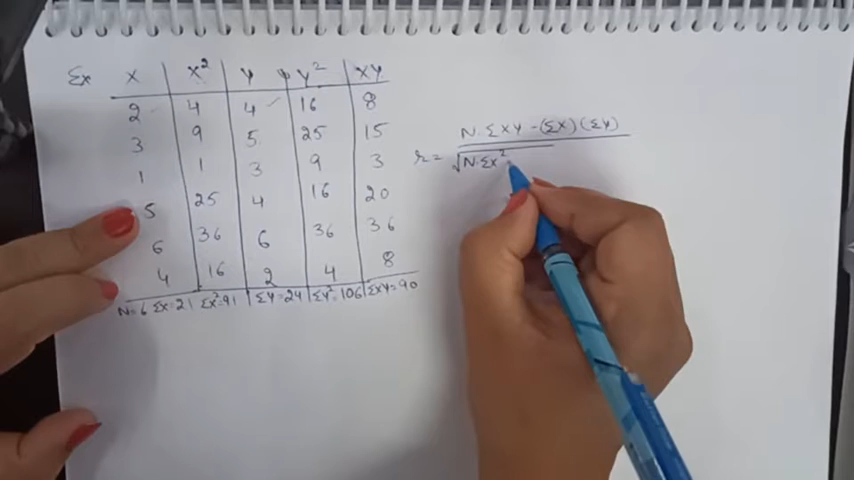 Σx X X² Y Y² XY
2 4 4 16 8
3 9 5 25 15
1 1 3 9 3
5 25 4 16 20
6 36 6 36 36
4 16 2 4 8
N=6 Σx=21 Σx²=91 ΣY=24 ΣY²=106 ΣXY=90
N·ΣXY-(ΣX)(ΣY)
r=
√N·Σx²